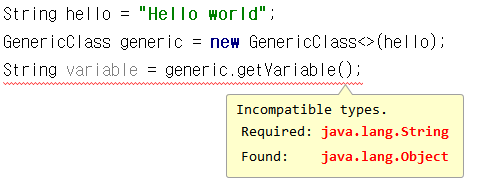 String hello = "Hello world";
GenericClass generic = new GenericClass<>(hello);
String variable = generic.getVariable();
Incompatible types.
Required: java.lang.String
Found: java.lang.Object